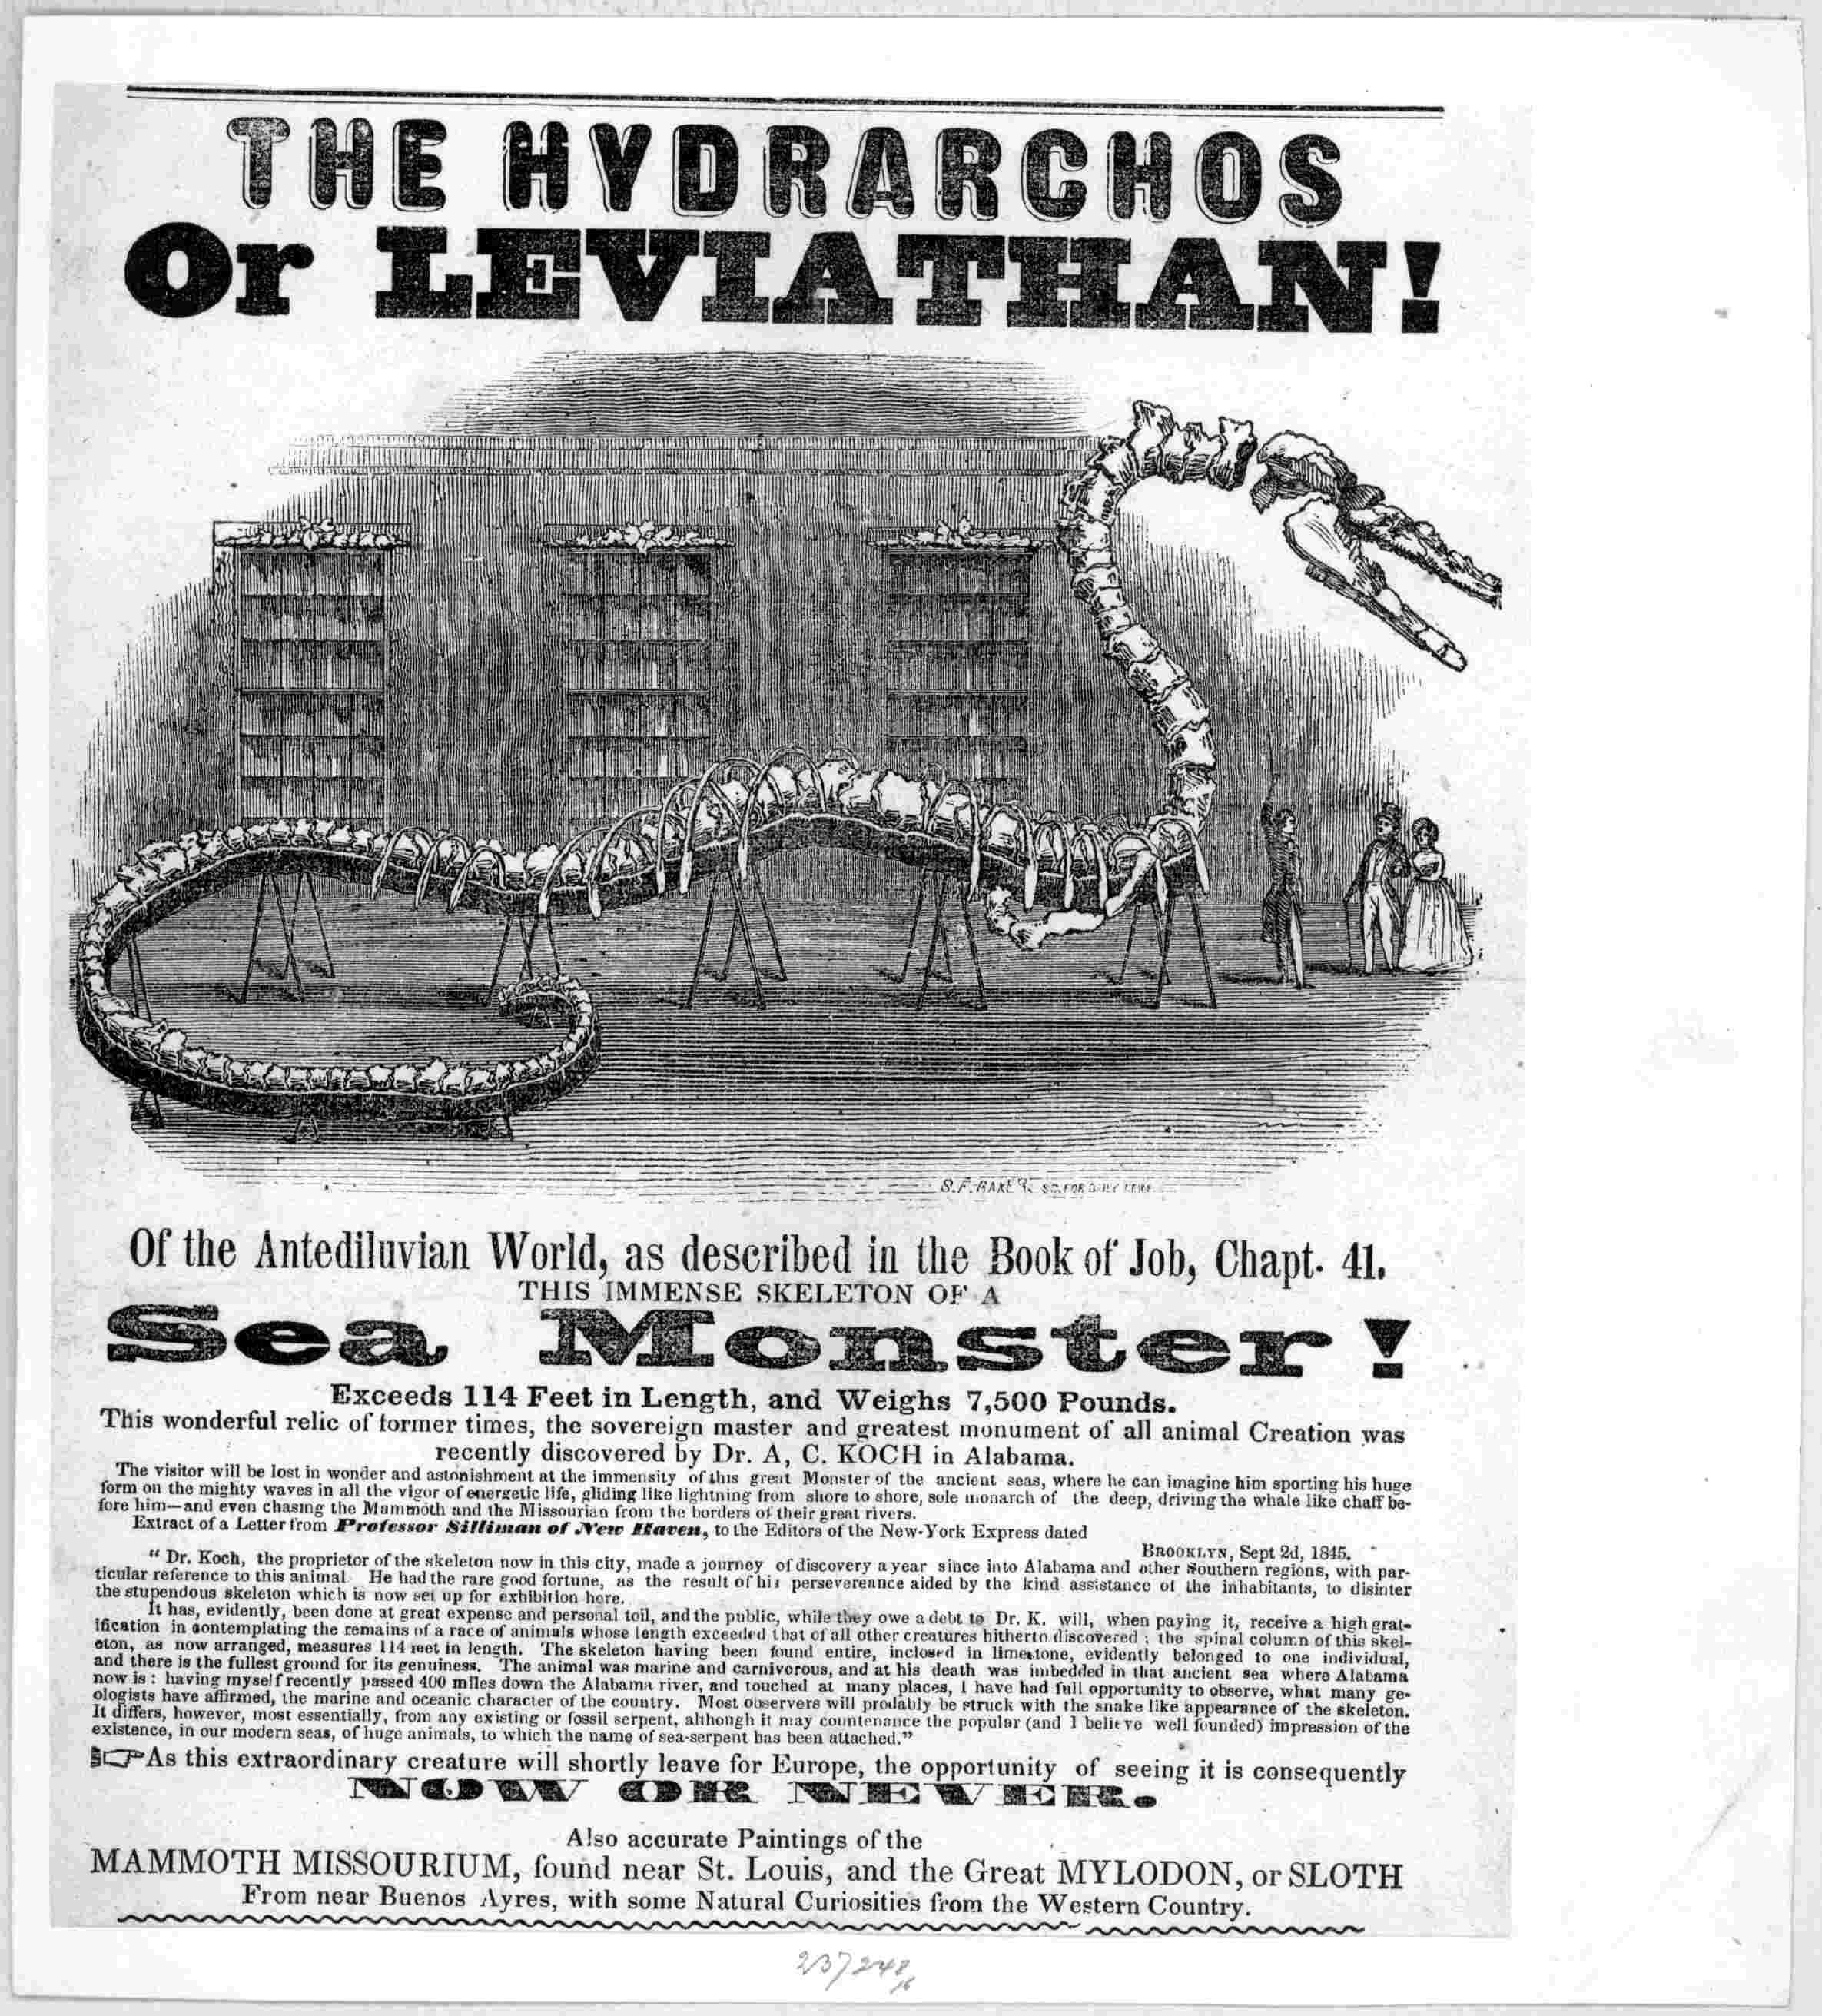 THE HYDRARCHOS
Or LEVIATHAN!
S. F. BAKER. SC. FOR DAILY NEWS.
Of the Antediluvian World, as described in the Book of Job, Chapt. 41.
THIS IMMENSE SKELETON OF A
Sea Monster!
Exceeds 114 Feet in Length, and Weighs 7,500 Pounds.
This wonderful relic of former times, the sovereign master and greatest monument of all animal Creation was
recently discovered by Dr. A, C. KOCH in Alabama.
The visitor will be lost in wonder and astonishment at the immensity of this great Monster of the ancient seas, where he can imagine him sporting his huge
form on the mighty waves in all the vigor of energetic life, gliding like lightning from shore to shore, sole monarch of the deep, driving the whale like chaff be-
fore him—and even chasing the Mammoth and the Missourian from the borders of their great rivers.
Extract of a Letter from Professor Silliman of New Haven, to the Editors of the New-York Express dated
BROOKLYN, Sept 2d, 1845.
“ Dr. Koch, the proprietor of the skeleton now in this city, made a journey of discovery a year since into Alabama and other Southern regions, with par-
ticular reference to this animal He had the rare good fortune, as the result of his persevereance aided by the kind assistance of the inhabitants, to disinter
the stupendous skeleton which is now set up for exhibition here.
It has, evidently, been done at great expense and personal toil, and the public, while they owe a debt to Dr. K. will, when paying it, receive a high grat-
ification in contemplating the remains of a race of animals whose length exceeded that of all other creatures hitherto discovered ; the spinal column of this skel-
eton, as now arranged, measures 114 feet in length. The skeleton having been found entire, inclosed in limestone, evidently belonged to one individual,
and there is the fullest ground for its genuiness. The animal was marine and carnivorous, and at his death was imbedded in that ancient sea where Alabama
now is : having myself recently passed 400 miles down the Alabama river, and touched at many places, I have had full opportunity to observe, what many ge-
ologists have affirmed, the marine and oceanic character of the country. Most observers will prodably be struck with the snake like appearance of the skeleton.
It differs, however, most essentially, from any existing or fossil serpent, although it may countenance the popular (and I believe well founded) impression of the
existence, in our modern seas, of huge animals, to which the name of sea-serpent has been attached.”
☞As this extraordinary creature will shortly leave for Europe, the opportunity of seeing it is consequently
NOW OR NEVER.
Also accurate Paintings of the
MAMMOTH MISSOURIUM, found near St. Louis, and the Great MYLODON, or SLOTH
From near Buenos Ayres, with some Natural Curiosities from the Western Country.